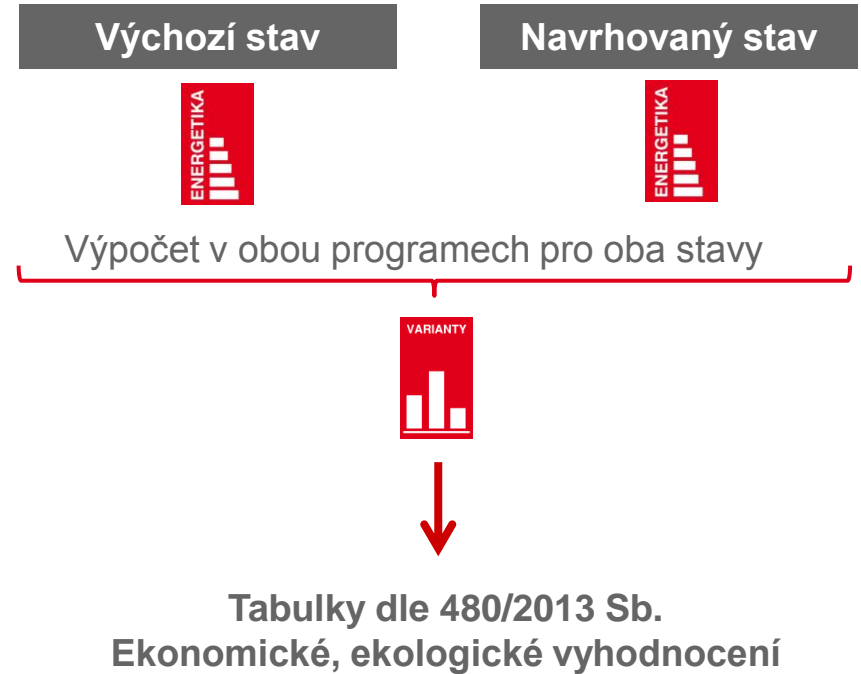 Výchozí stav
Navrhovaný stav
ENERGETIKA
ENERGETIKA
Výpočet v obou programech pro oba stavy
VARIANTY
Tabulky dle 480/2013 Sb.
Ekonomické, ekologické vyhodnocení